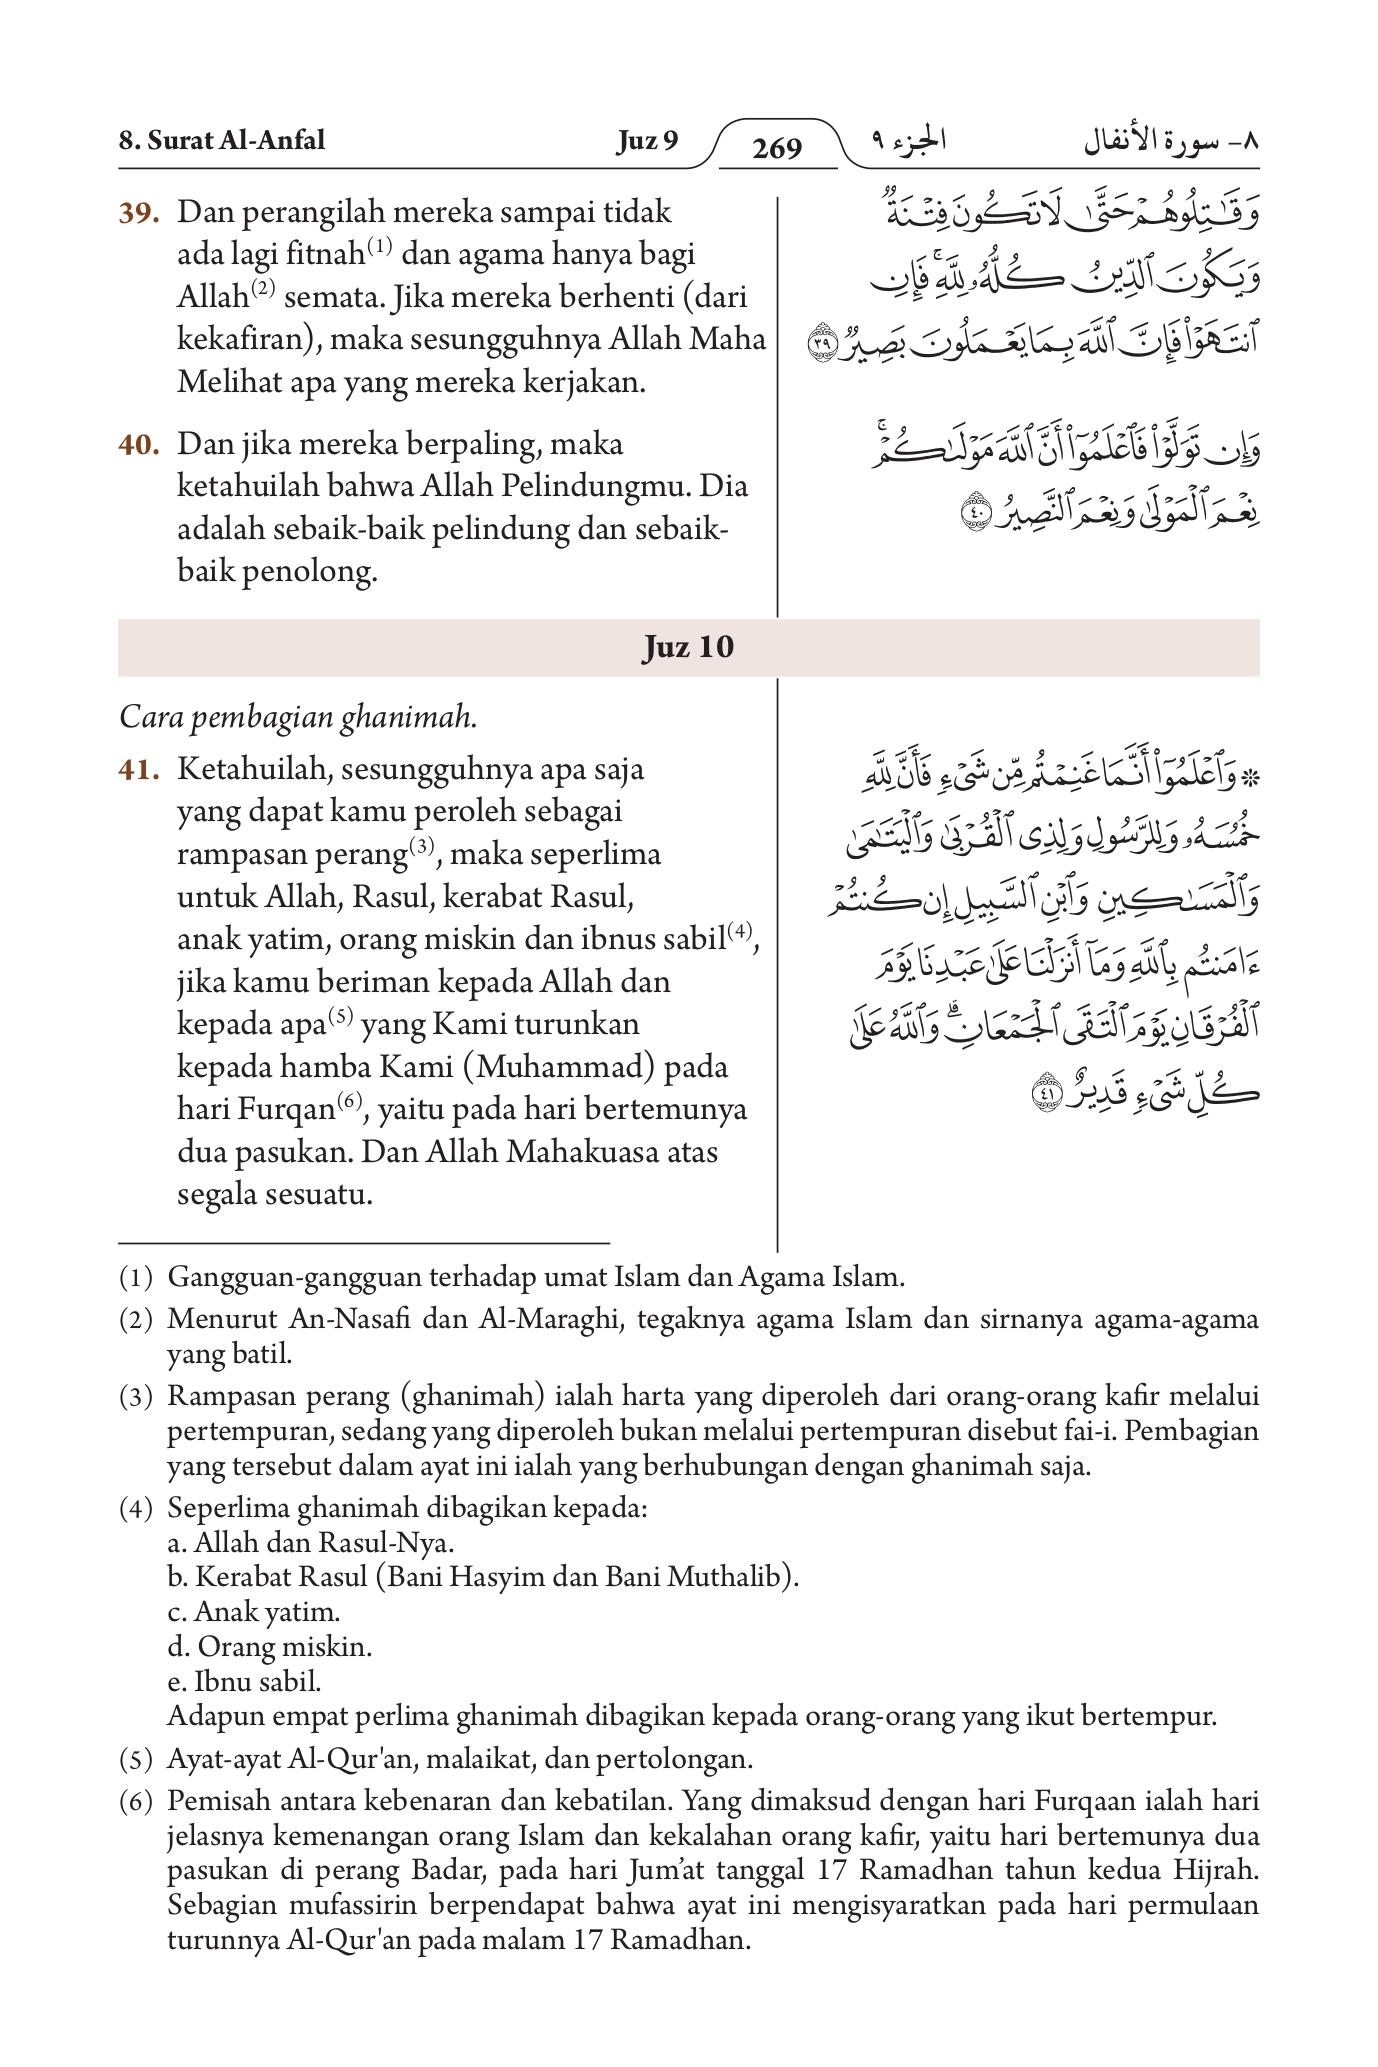 8. Surat Al-Anfal Juz 9 269 الجزء ٩ ٨- سورة الأنفال
39. Dan perangilah mereka sampai tidak
ada lagi fitnah(1) dan agama hanya bagi
Allah(2) semata. Jika mereka berhenti (dari
kekafiran), maka sesungguhnya Allah Maha
Melihat apa yang mereka kerjakan.
وَقَٰتِلُوهُمْ حَتَّىٰ لَا تَكُونَ فِتْنَةٌ
وَيَكُونَ ٱلدِّينُ كُلُّهُۥ لِلَّهِۚ فَإِنِ
ٱنتَهَوْا۟ فَإِنَّ ٱللَّهَ بِمَا يَعْمَلُونَ بَصِيرٌ ٣٩
40. Dan jika mereka berpaling, maka
ketahuilah bahwa Allah Pelindungmu. Dia
adalah sebaik-baik pelindung dan sebaik-
baik penolong.
وَإِن تَوَلَّوْا۟ فَٱعْلَمُوٓا۟ أَنَّ ٱللَّهَ مَوْلَىٰكُمْۚ
نِعْمَ ٱلْمَوْلَىٰ وَنِعْمَ ٱلنَّصِيرُ ٤٠
Juz 10
Cara pembagian ghanimah.
41. Ketahuilah, sesungguhnya apa saja
yang dapat kamu peroleh sebagai
rampasan perang(3), maka seperlima
untuk Allah, Rasul, kerabat Rasul,
anak yatim, orang miskin dan ibnus sabil(4),
jika kamu beriman kepada Allah dan
kepada apa(5) yang Kami turunkan
kepada hamba Kami (Muhammad) pada
hari Furqan(6), yaitu pada hari bertemunya
dua pasukan. Dan Allah Mahakuasa atas
segala sesuatu.
۞ وَٱعْلَمُوٓا۟ أَنَّمَا غَنِمْتُم مِّن شَىْءٍ فَأَنَّ لِلَّهِ
خُمُسَهُۥ وَلِلرَّسُولِ وَلِذِى ٱلْقُرْبَىٰ وَٱلْيَتَٰمَىٰ
وَٱلْمَسَٰكِينِ وَٱبْنِ ٱلسَّبِيلِ إِن كُنتُمْ
ءَامَنتُم بِٱللَّهِ وَمَآ أَنزَلْنَا عَلَىٰ عَبْدِنَا يَوْمَ
ٱلْفُرْقَانِ يَوْمَ ٱلْتَقَى ٱلْجَمْعَانِۗ وَٱللَّهُ عَلَىٰ
كُلِّ شَىْءٍ قَدِيرٌ ٤١
(1) Gangguan-gangguan terhadap umat Islam dan Agama Islam.
(2) Menurut An-Nasafi dan Al-Maraghi, tegaknya agama Islam dan sirnanya agama-agama
yang batil.
(3) Rampasan perang (ghanimah) ialah harta yang diperoleh dari orang-orang kafir melalui
pertempuran, sedang yang diperoleh bukan melalui pertempuran disebut fai-i. Pembagian
yang tersebut dalam ayat ini ialah yang berhubungan dengan ghanimah saja.
(4) Seperlima ghanimah dibagikan kepada:
a. Allah dan Rasul-Nya.
b. Kerabat Rasul (Bani Hasyim dan Bani Muthalib).
c. Anak yatim.
d. Orang miskin.
e. Ibnu sabil.
Adapun empat perlima ghanimah dibagikan kepada orang-orang yang ikut bertempur.
(5) Ayat-ayat Al-Qur'an, malaikat, dan pertolongan.
(6) Pemisah antara kebenaran dan kebatilan. Yang dimaksud dengan hari Furqaan ialah hari
jelasnya kemenangan orang Islam dan kekalahan orang kafir, yaitu hari bertemunya dua
pasukan di perang Badar, pada hari Jum’at tanggal 17 Ramadhan tahun kedua Hijrah.
Sebagian mufassirin berpendapat bahwa ayat ini mengisyaratkan pada hari permulaan
turunnya Al-Qur'an pada malam 17 Ramadhan.